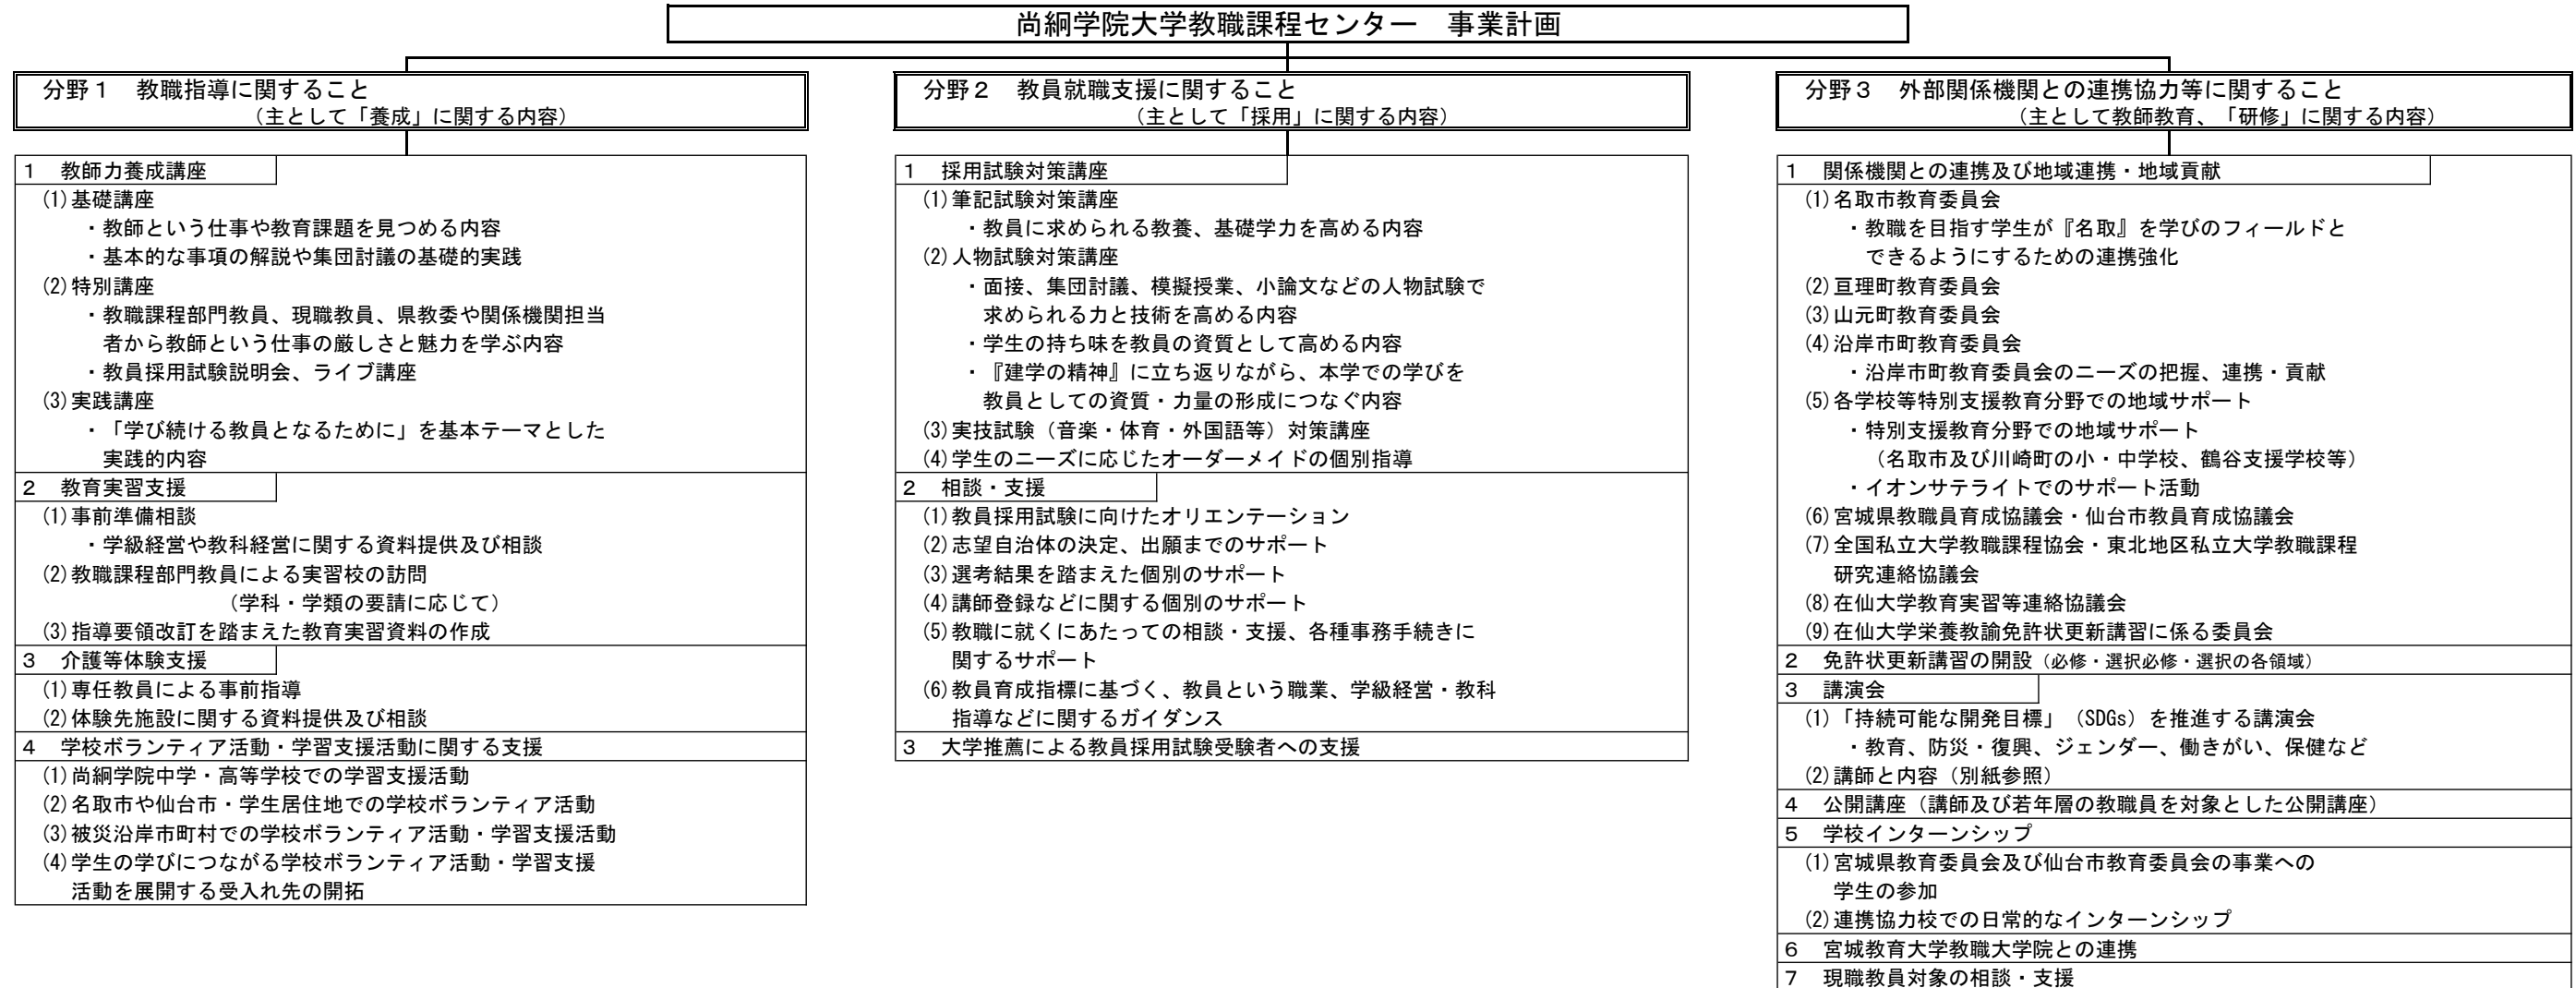 尚絅学院大学教職課程センター　事業計画
分野１　教職指導に関すること
（主として「養成」に関する内容）
1　教師力養成講座
(1)基礎講座
・教師という仕事や教育課題を見つめる内容
・基本的な事項の解説や集団討議の基礎的実践
(2)特別講座
・教職課程部門教員、現職教員、県教委や関係機関担当
者から教師という仕事の厳しさと魅力を学ぶ内容
・教員採用試験説明会、ライブ講座
(3)実践講座
・「学び続ける教員となるために」を基本テーマとした
実践的内容
2　教育実習支援
(1)事前準備相談
・学級経営や教科経営に関する資料提供及び相談
(2)教職課程部門教員による実習校の訪問
（学科・学類の要請に応じて）
(3)指導要領改訂を踏まえた教育実習資料の作成
3　介護等体験支援
(1)専任教員による事前指導
(2)体験先施設に関する資料提供及び相談
4　学校ボランティア活動・学習支援活動に関する支援
(1)尚絅学院中学・高等学校での学習支援活動
(2)名取市や仙台市・学生居住地での学校ボランティア活動
(3)被災沿岸市町村での学校ボランティア活動・学習支援活動
(4)学生の学びにつながる学校ボランティア活動・学習支援
活動を展開する受入れ先の開拓
分野２　教員就職支援に関すること
（主として「採用」に関する内容）
1　採用試験対策講座
(1)筆記試験対策講座
・教員に求められる教養、基礎学力を高める内容
(2)人物試験対策講座
・面接、集団討議、模擬授業、小論文などの人物試験で
求められる力と技術を高める内容
・学生の持ち味を教員の資質として高める内容
・『建学の精神』に立ち返りながら、本学での学びを
教員としての資質・力量の形成につなぐ内容
(3)実技試験（音楽・体育・外国語等）対策講座
(4)学生のニーズに応じたオーダーメイドの個別指導
2　相談・支援
(1)教員採用試験に向けたオリエンテーション
(2)志望自治体の決定、出願までのサポート
(3)選考結果を踏まえた個別のサポート
(4)講師登録などに関する個別のサポート
(5)教職に就くにあたっての相談・支援、各種事務手続きに
関するサポート
(6)教員育成指標に基づく、教員という職業、学級経営・教科
指導などに関するガイダンス
3　大学推薦による教員採用試験受験者への支援
分野３　外部関係機関との連携協力等に関すること
（主として教師教育、「研修」に関する内容）
1　関係機関との連携及び地域連携・地域貢献
(1)名取市教育委員会
・教職を目指す学生が『名取』を学びのフィールドと
できるようにするための連携強化
(2)亘理町教育委員会
(3)山元町教育委員会
(4)沿岸市町教育委員会
・沿岸市町教育委員会のニーズの把握、連携・貢献
(5)各学校等特別支援教育分野での地域サポート
・特別支援教育分野での地域サポート
（名取市及び川崎町の小・中学校、鶴谷支援学校等）
・イオンサテライトでのサポート活動
(6)宮城県教職員育成協議会・仙台市教員育成協議会
(7)全国私立大学教職課程協会・東北地区私立大学教職課程
研究連絡協議会
(8)在仙大学教育実習等連絡協議会
(9)在仙大学栄養教諭免許状更新講習に係る委員会
2　免許状更新講習の開設（必修・選択必修・選択の各領域）
3　講演会
(1)「持続可能な開発目標」（SDGs）を推進する講演会
・教育、防災・復興、ジェンダー、働きがい、保健など
(2)講師と内容（別紙参照）
4　公開講座（講師及び若年層の教職員を対象とした公開講座）
5　学校インターンシップ
(1)宮城県教育委員会及び仙台市教育委員会の事業への
学生の参加
(2)連携協力校での日常的なインターンシップ
6　宮城教育大学教職大学院との連携
7　現職教員対象の相談・支援